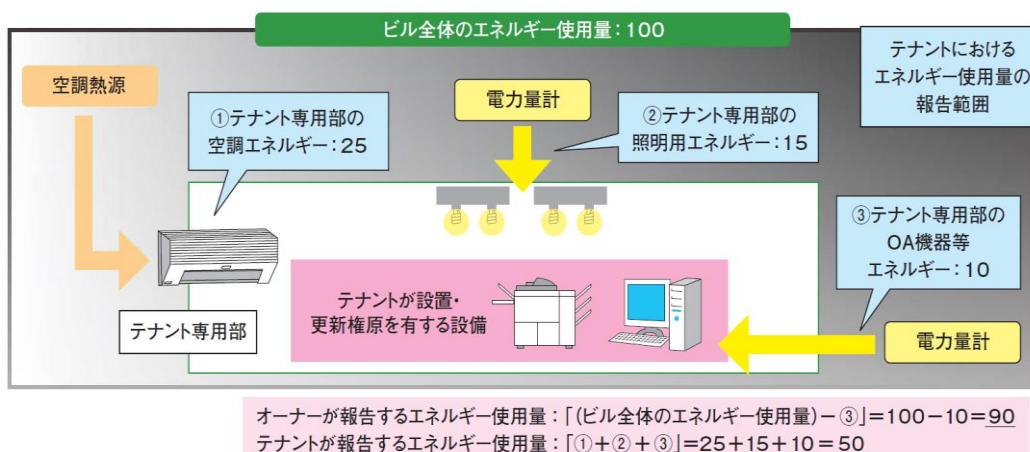 ビル全体のエネルギー使用量：100
テナントにおける
エネルギー使用量の
報告範囲
空調熱源
①テナント専用部の
空調エネルギー：25
電力量計
②テナント専用部の
照明用エネルギー：15
③テナント専用部の
OA機器等
エネルギー：10
テナントが設置・
更新権原を有する設備
テナント専用部
電力量計
オーナーが報告するエネルギー使用量：「（ビル全体のエネルギー使用量）－③」＝100－10＝90
テナントが報告するエネルギー使用量：「①＋②＋③」＝25＋15＋10＝50